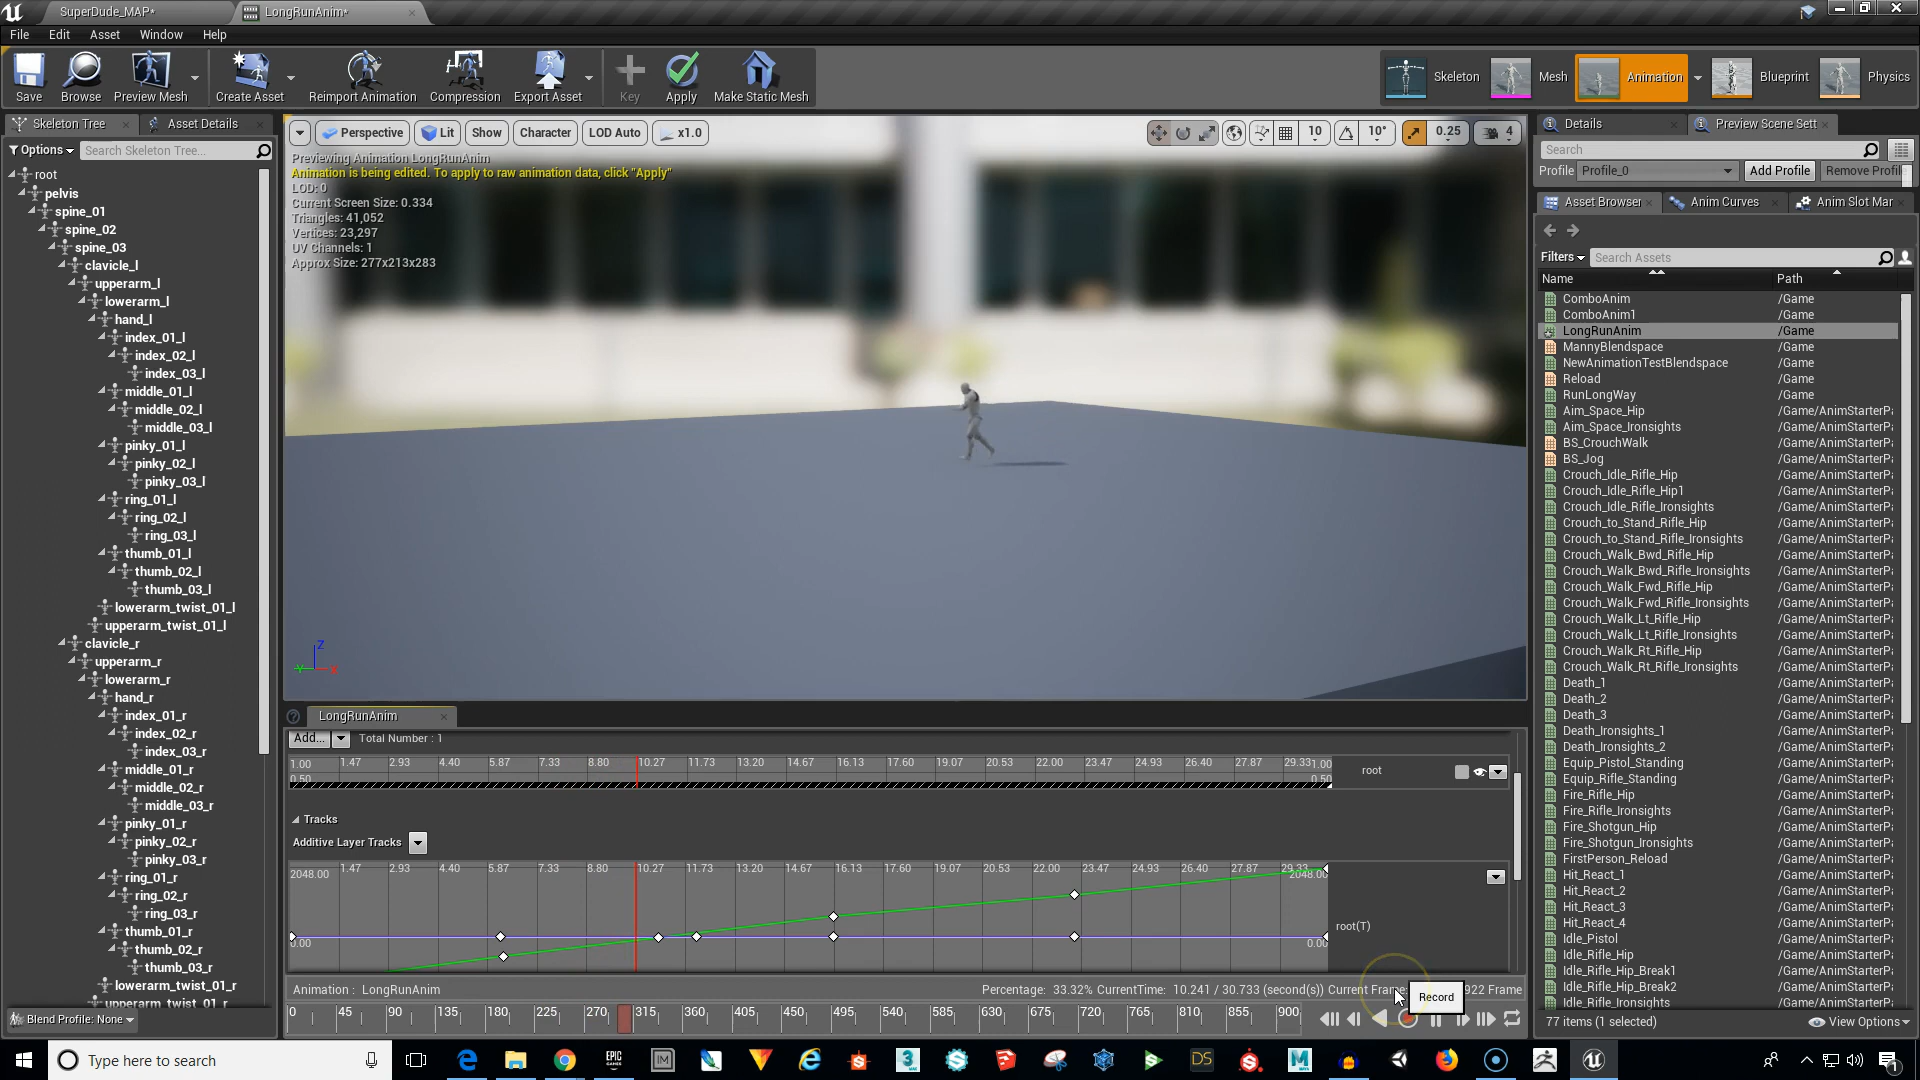 SuperDude_MAP*
LongRunAnim*
File Edit Asset Window Help
Save Browse Preview Mesh Create Asset Reimport Animation Compression Export Asset Key Apply Make Static Mesh
Skeleton Mesh Animation Blueprint Physics
Skeleton Tree Asset Details
Options Search Skeleton Tree...
root
pelvis
spine_01
spine_02
spine_03
clavicle_l
upperarm_l
lowerarm_l
hand_l
index_01_l
index_02_l
index_03_l
middle_01_l
middle_02_l
middle_03_l
pinky_01_l
pinky_02_l
pinky_03_l
ring_01_l
ring_02_l
ring_03_l
thumb_01_l
thumb_02_l
thumb_03_l
lowerarm_twist_01_l
upperarm_twist_01_l
clavicle_r
upperarm_r
lowerarm_r
hand_r
index_01_r
index_02_r
index_03_r
middle_01_r
middle_02_r
middle_03_r
pinky_01_r
pinky_02_r
pinky_03_r
ring_01_r
ring_02_r
ring_03_r
thumb_01_r
thumb_02_r
thumb_03_r
lowerarm_twist_01_r
upperarm_twist_01_r
Blend Profile: None
Perspective Lit Show Character LOD Auto x1.0
10 10° 0.25 4
Previewing Animation LongRunAnim
Animation is being edited. To apply to raw animation data, click "Apply"
LOD: 0
Current Screen Size: 0.334
Triangles: 41,052
Vertices: 23,297
UV Channels: 1
Approx Size: 277x213x283
Z
Y
LongRunAnim
Add... Total Number : 1
1.00 1.47 2.93 4.40 5.87 7.33 8.80 10.27 11.73 13.20 14.67 16.13 17.60 19.07 20.53 22.00 23.47 24.93 26.40 27.87 29.33 1.00
0.50 0.50
root
Tracks
Additive Layer Tracks
1.47 2.93 4.40 5.87 7.33 8.80 10.27 11.73 13.20 14.67 16.13 17.60 19.07 20.53 22.00 23.47 24.93 26.40 27.87 29.33
2048.00 2048.00
root(T)
0.00 0.00
Animation : LongRunAnim
Percentage: 33.32% CurrentTime: 10.241 / 30.733 (second(s)) Current Frame: 922 Frame
Record
0 45 90 135 180 225 270 315 360 405 450 495 540 585 630 675 720 765 810 855 900
Details Preview Scene Sett
Search
Profile Profile_0 Add Profile Remove Profil
Asset Browser Anim Curves Anim Slot Mar
Filters Search Assets
Name Path
ComboAnim /Game
ComboAnim1 /Game
LongRunAnim /Game
MannyBlendspace /Game
NewAnimationTestBlendspace /Game
Reload /Game
RunLongWay /Game
Aim_Space_Hip /Game/AnimStarterPa
Aim_Space_Ironsights /Game/AnimStarterPa
BS_CrouchWalk /Game/AnimStarterPa
BS_Jog /Game/AnimStarterPa
Crouch_Idle_Rifle_Hip /Game/AnimStarterPa
Crouch_Idle_Rifle_Hip1 /Game/AnimStarterPa
Crouch_Idle_Rifle_Ironsights /Game/AnimStarterPa
Crouch_to_Stand_Rifle_Hip /Game/AnimStarterPa
Crouch_to_Stand_Rifle_Ironsights /Game/AnimStarterPa
Crouch_Walk_Bwd_Rifle_Hip /Game/AnimStarterPa
Crouch_Walk_Bwd_Rifle_Ironsights /Game/AnimStarterPa
Crouch_Walk_Fwd_Rifle_Hip /Game/AnimStarterPa
Crouch_Walk_Fwd_Rifle_Ironsights /Game/AnimStarterPa
Crouch_Walk_Lt_Rifle_Hip /Game/AnimStarterPa
Crouch_Walk_Lt_Rifle_Ironsights /Game/AnimStarterPa
Crouch_Walk_Rt_Rifle_Hip /Game/AnimStarterPa
Crouch_Walk_Rt_Rifle_Ironsights /Game/AnimStarterPa
Death_1 /Game/AnimStarterPa
Death_2 /Game/AnimStarterPa
Death_3 /Game/AnimStarterPa
Death_Ironsights_1 /Game/AnimStarterPa
Death_Ironsights_2 /Game/AnimStarterPa
Equip_Pistol_Standing /Game/AnimStarterPa
Equip_Rifle_Standing /Game/AnimStarterPa
Fire_Rifle_Hip /Game/AnimStarterPa
Fire_Rifle_Ironsights /Game/AnimStarterPa
Fire_Shotgun_Hip /Game/AnimStarterPa
Fire_Shotgun_Ironsights /Game/AnimStarterPa
FirstPerson_Reload /Game/AnimStarterPa
Hit_React_1 /Game/AnimStarterPa
Hit_React_2 /Game/AnimStarterPa
Hit_React_3 /Game/AnimStarterPa
Hit_React_4 /Game/AnimStarterPa
Idle_Pistol /Game/AnimStarterPa
Idle_Rifle_Hip /Game/AnimStarterPa
Idle_Rifle_Hip_Break1 /Game/AnimStarterPa
Idle_Rifle_Hip_Break2 /Game/AnimStarterPa
Idle_Rifle_Ironsights /Game/AnimStarterPa
77 items (1 selected) View Options
Type here to search
EPIC GAMES
DS
1